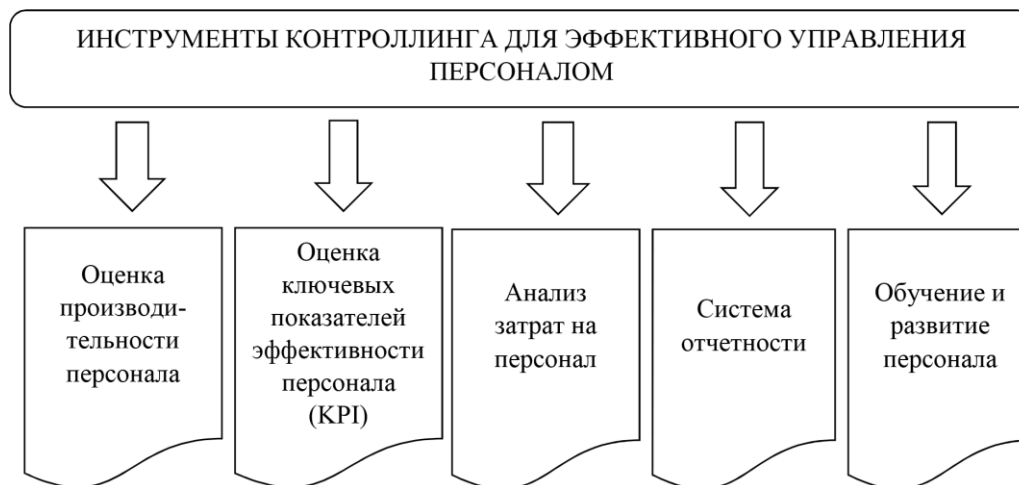 ИНСТРУМЕНТЫ КОНТРОЛЛИНГА ДЛЯ ЭФФЕКТИВНОГО УПРАВЛЕНИЯ
ПЕРСОНАЛОМ
Оценка
производи-
тельности
персонала
Оценка
ключевых
показателей
эффективности
персонала
(KPI)
Анализ
затрат на
персонал
Система
отчетности
Обучение и
развитие
персонала